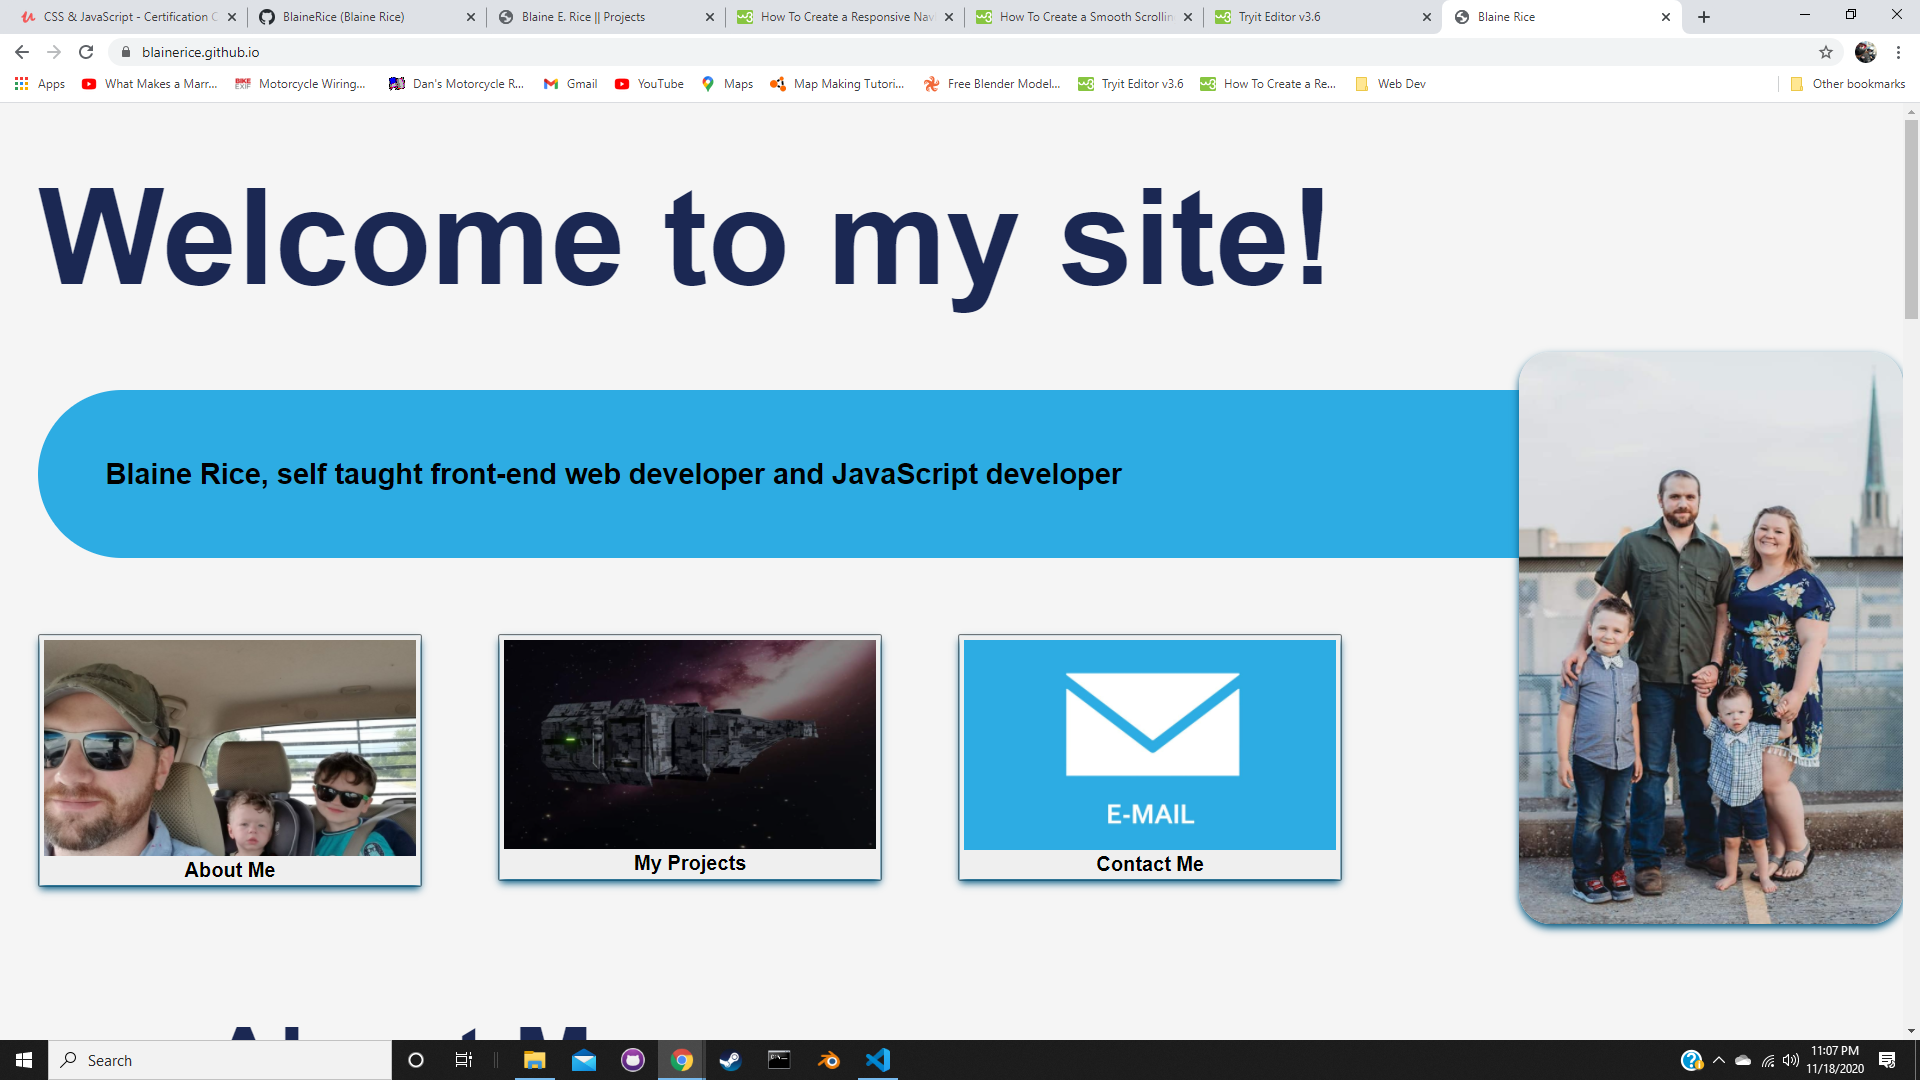 CSS & JavaScript - Certification C
BlaineRice (Blaine Rice)
Blaine E. Rice || Projects
How To Create a Responsive Nav
How To Create a Smooth Scrollin
Tryit Editor v3.6
Blaine Rice
blainerice.github.io
Apps
What Makes a Marr...
BIKE EXIF
Motorcycle Wiring...
Dan's Motorcycle R...
Gmail
YouTube
Maps
Map Making Tutori...
Free Blender Model...
Tryit Editor v3.6
How To Create a Re...
Web Dev
Other bookmarks
Welcome to my site!
Blaine Rice, self taught front-end web developer and JavaScript developer
E-MAIL
About Me
My Projects
Contact Me
About M
Search
11:07 PM
11/18/2020